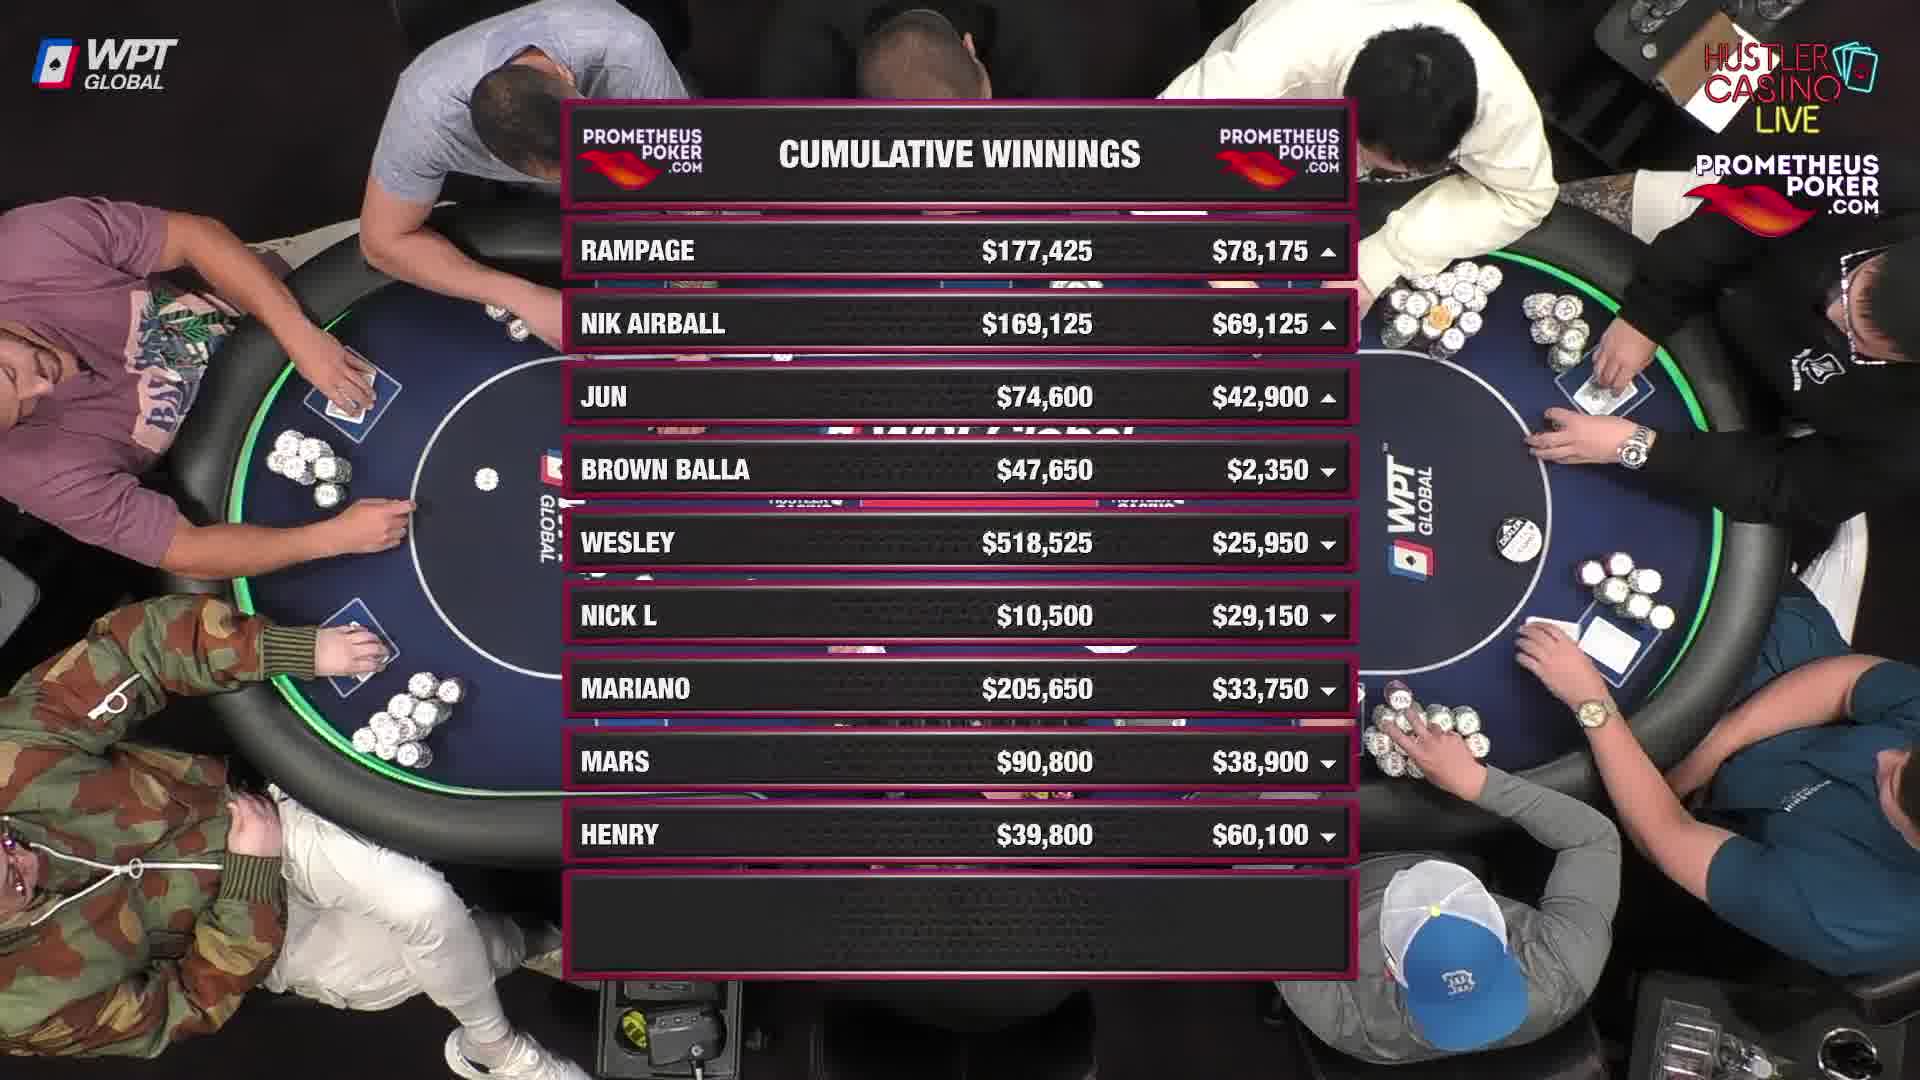 WPT
GLOBAL
HUSTLER
CASINO
LIVE
PROMETHEUS
POKER
.COM
PROMETHEUS
POKER
.COM
CUMULATIVE WINNINGS
PROMETHEUS
POKER
.COM
RAMPAGE $177,425 $78,175
NIK AIRBALL $169,125 $69,125
JUN $74,600 $42,900
BROWN BALLA $47,650 $2,350
WESLEY $518,525 $25,950
NICK L $10,500 $29,150
MARIANO $205,650 $33,750
MARS $90,800 $38,900
HENRY $39,800 $60,100
WPT
GLOBAL
GLOBAL
DEALER